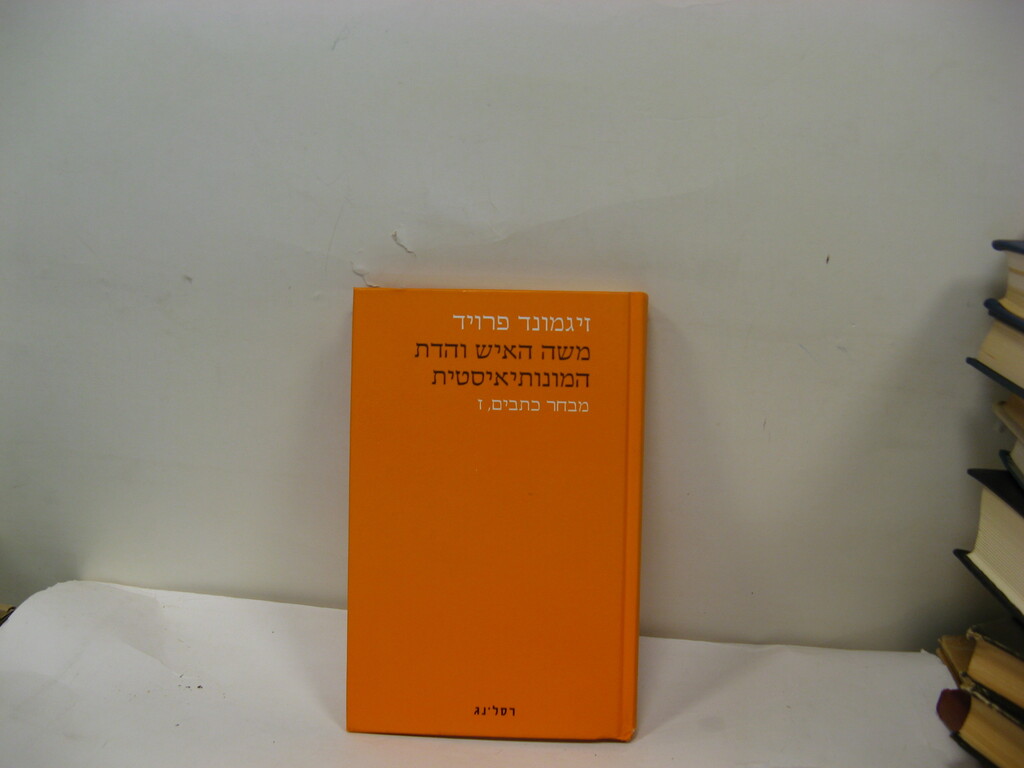 זיגמונד פרויד
משה האיש והדת
המונותיאיסטית
מבחר כתבים, ז
רסלינג